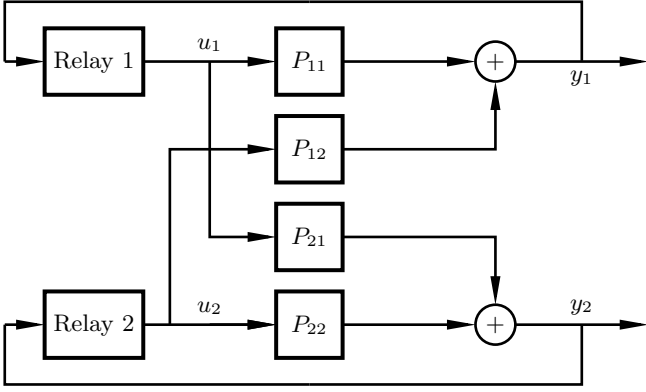 Relay 1 u₁ P₁₁ +
y₁
P₁₂
P₂₁
Relay 2 u₂ P₂₂ + y₂